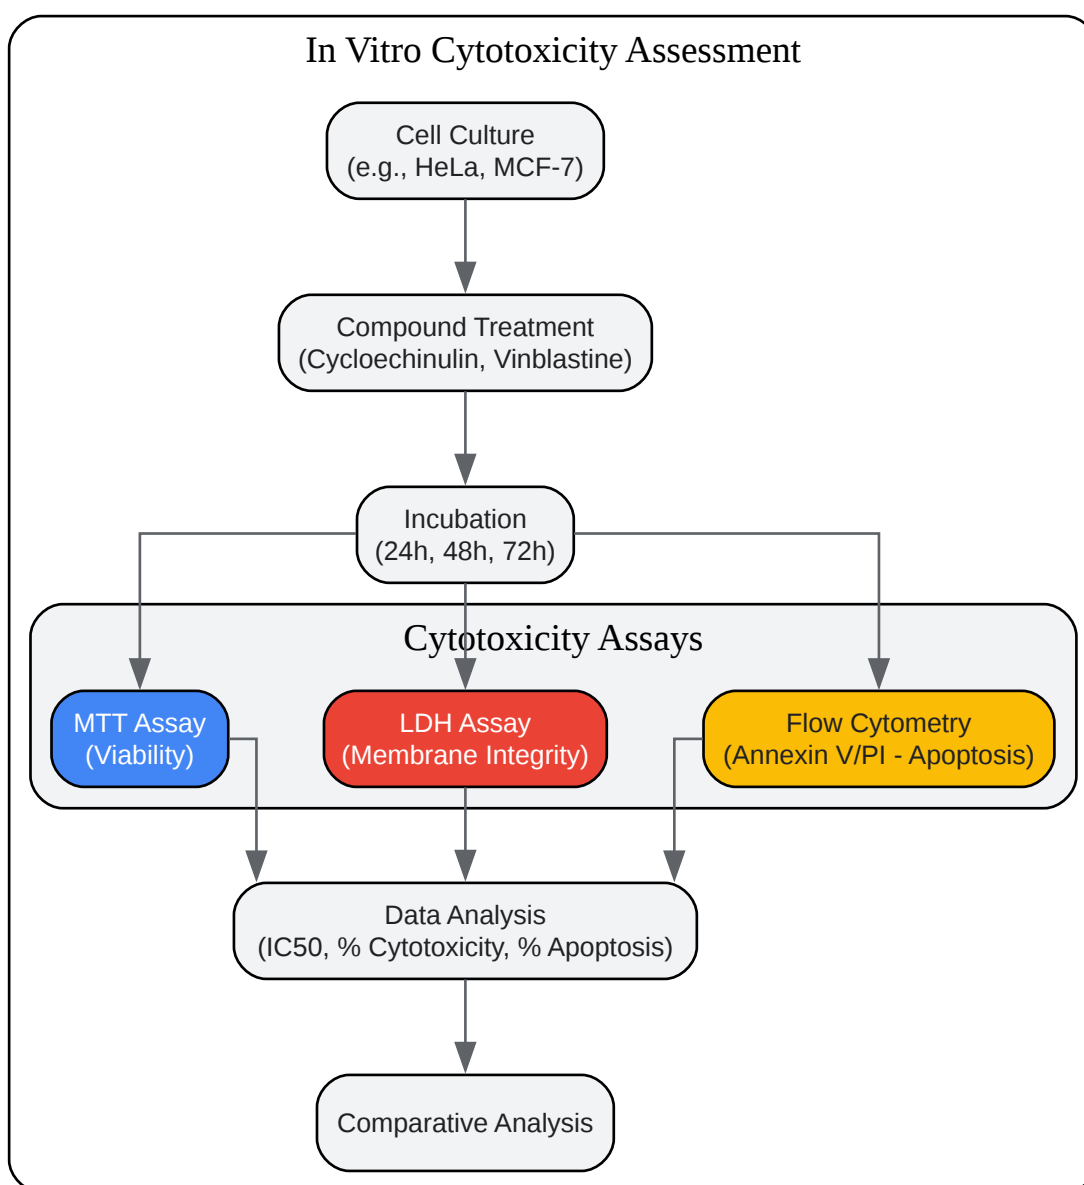 In Vitro Cytotoxicity Assessment
Cell Culture
(e.g., HeLa, MCF-7)
Compound Treatment
(Cycloechinulin, Vinblastine)
Incubation
(24h, 48h, 72h)
Cytotoxicity Assays
MTT Assay
(Viability)
LDH Assay
(Membrane Integrity)
Flow Cytometry
(Annexin V/PI - Apoptosis)
Data Analysis
(IC50, % Cytotoxicity, % Apoptosis)
Comparative Analysis